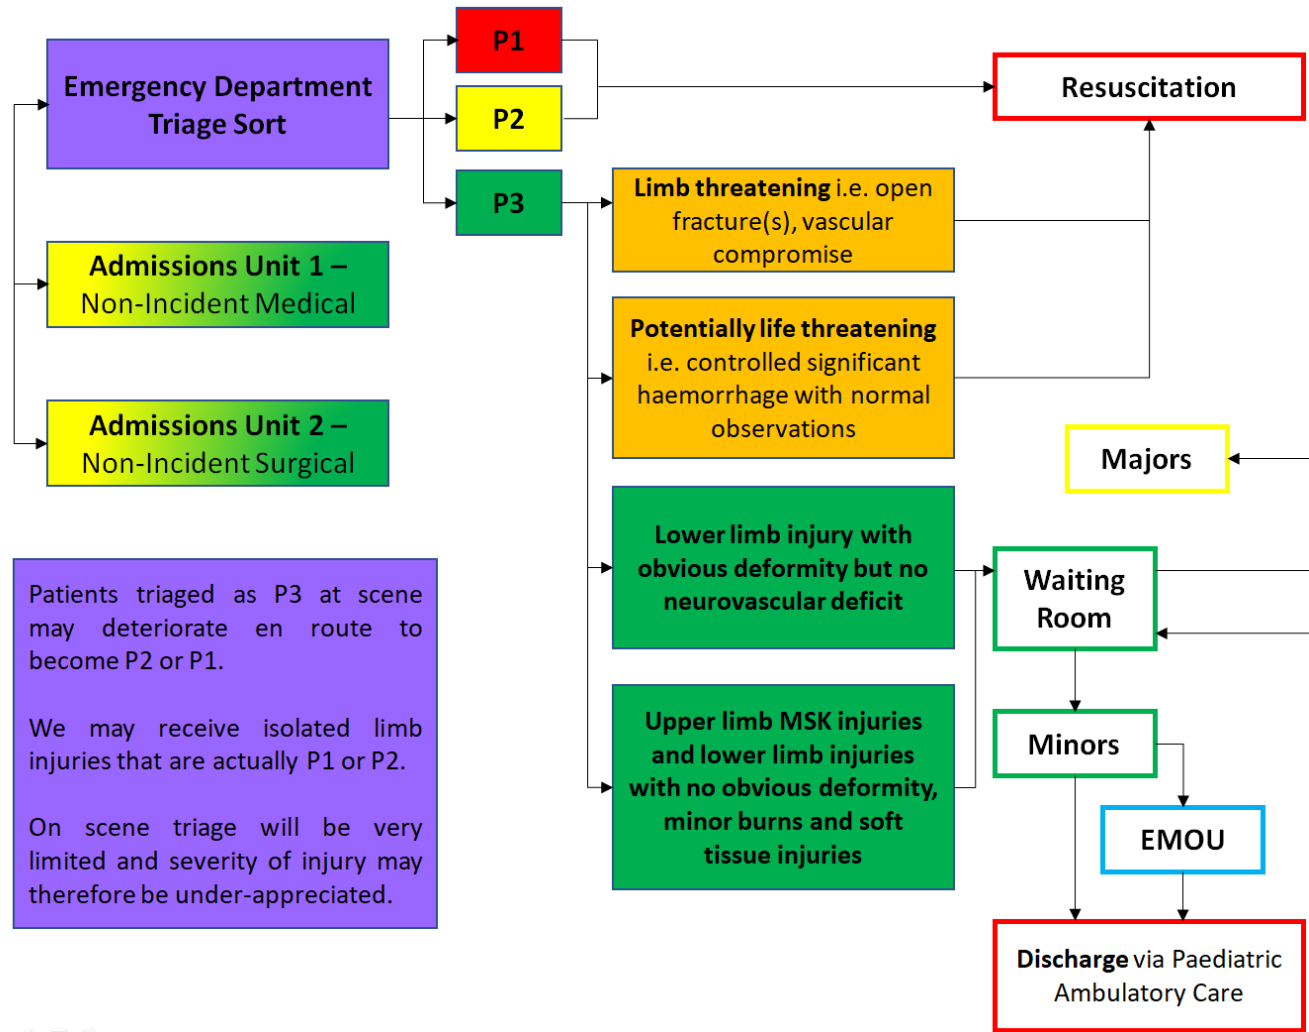 Emergency Department
Triage Sort
P1
P2
P3
Resuscitation
Limb threatening i.e. open
fracture(s), vascular
compromise
Admissions Unit 1 –
Non-Incident Medical
Potentially life threatening
i.e. controlled significant
haemorrhage with normal
observations
Admissions Unit 2 –
Non-Incident Surgical
Majors
Lower limb injury with
obvious deformity but no
neurovascular deficit
Waiting
Room
Patients triaged as P3 at scene
may deteriorate en route to
become P2 or P1.
We may receive isolated limb
injuries that are actually P1 or P2.
On scene triage will be very
limited and severity of injury may
therefore be under-appreciated.
Upper limb MSK injuries
and lower limb injuries
with no obvious deformity,
minor burns and soft
tissue injuries
Minors
EMOU
Discharge via Paediatric
Ambulatory Care